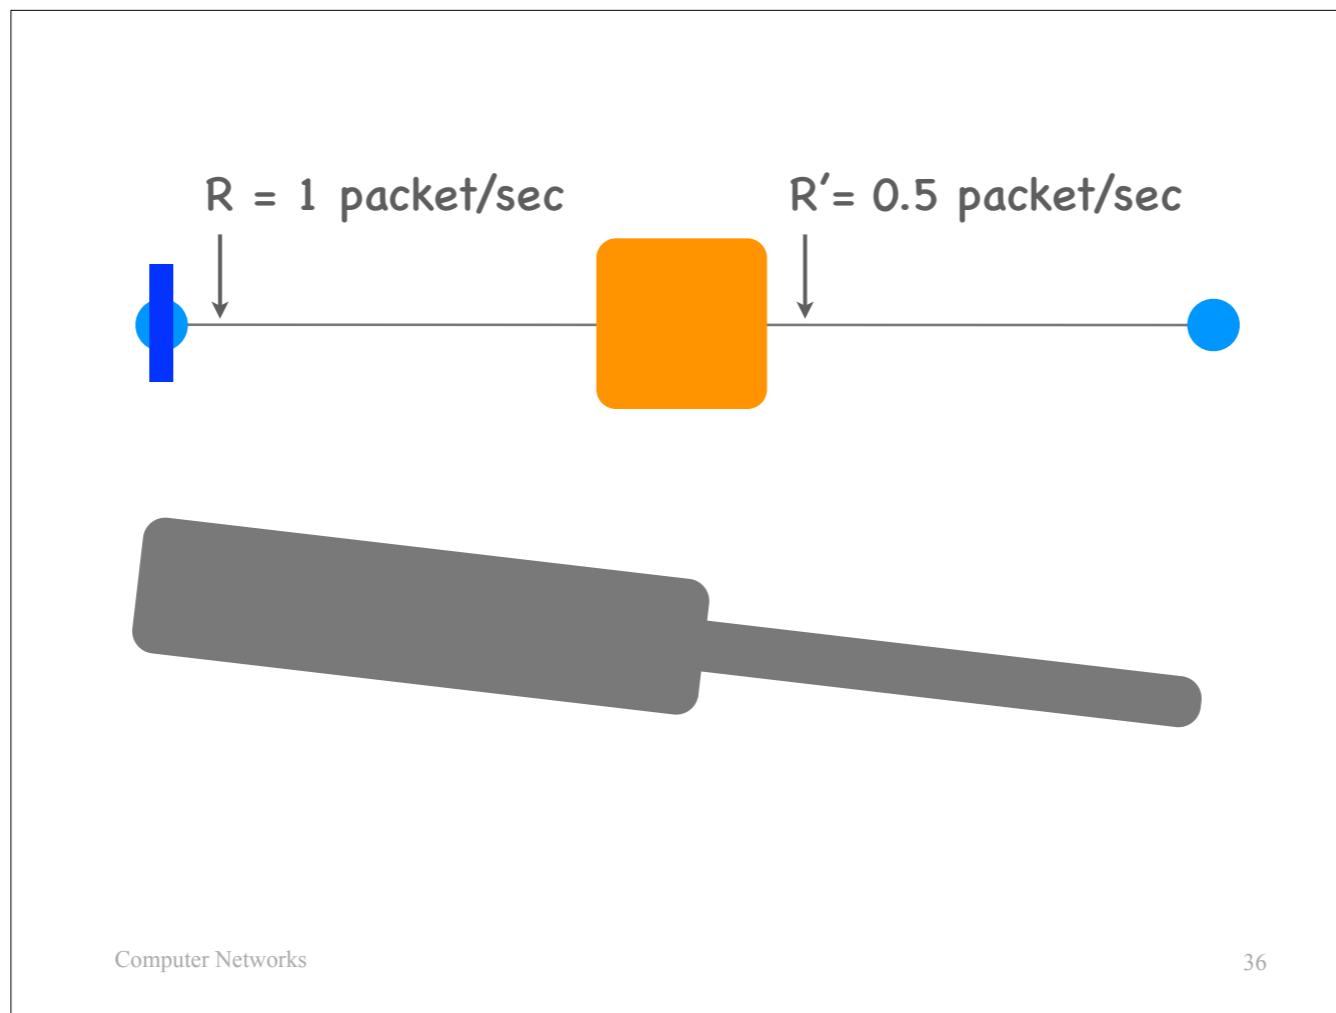 R = 1 packet/sec
R′= 0.5 packet/sec
Computer Networks
36